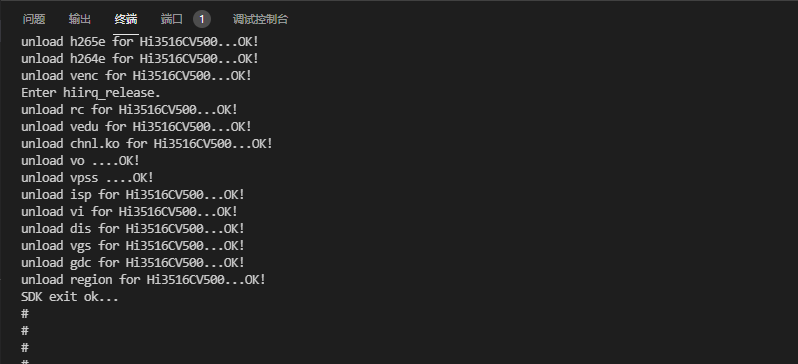 问题 输出 终端 端口 1 调试控制台
unload h265e for Hi3516CV500...OK!
unload h264e for Hi3516CV500...OK!
unload venc for Hi3516CV500...OK!
Enter hiirq_release.
unload rc for Hi3516CV500...OK!
unload vedu for Hi3516CV500...OK!
unload chnl.ko for Hi3516CV500...OK!
unload vo ....OK!
unload vpss ....OK!
unload isp for Hi3516CV500...OK!
unload vi for Hi3516CV500...OK!
unload dis for Hi3516CV500...OK!
unload vgs for Hi3516CV500...OK!
unload gdc for Hi3516CV500...OK!
unload region for Hi3516CV500...OK!
SDK exit ok...
#
#
#
#